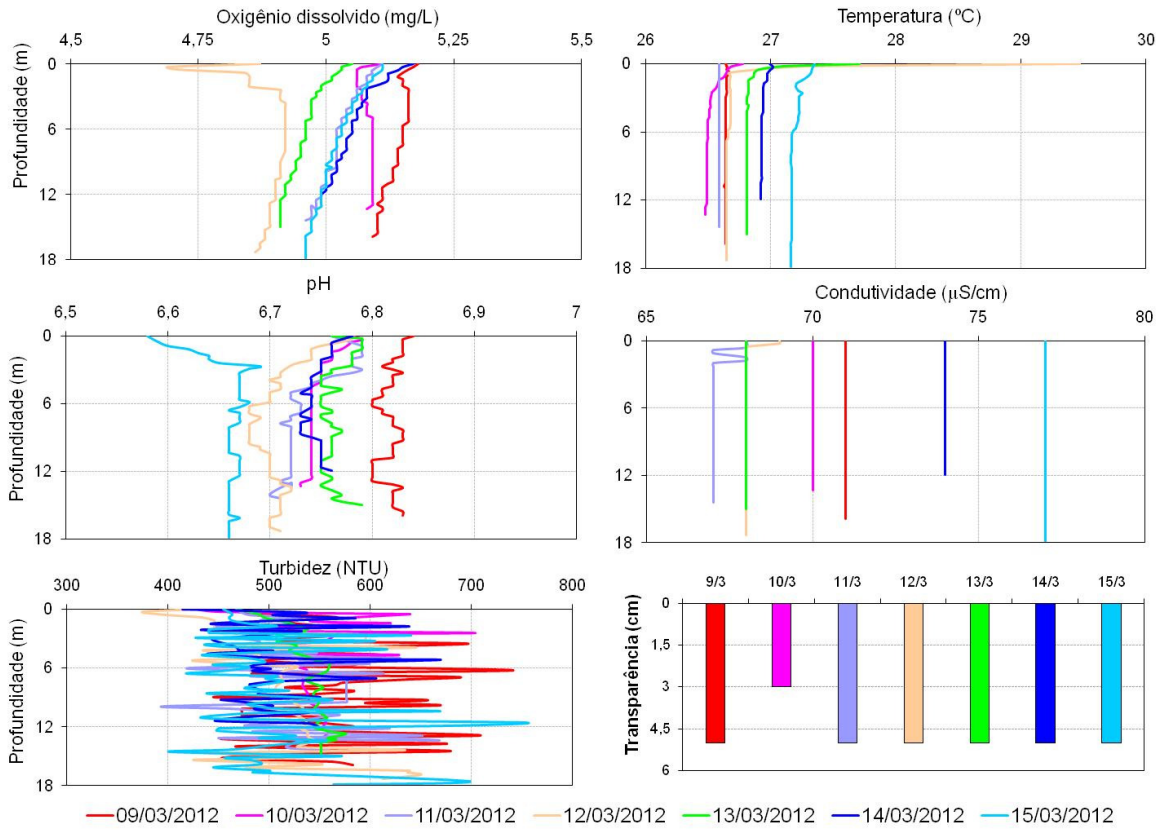 Oxigênio dissolvido (mg/L)
4,5 4,75 5 5,25 5,5
Profundidade (m)
0
6
12
18
Temperatura (ºC)
26 27 28 29 30
0
6
12
18
pH
6,5 6,6 6,7 6,8 6,9 7
Profundidade (m)
0
6
12
18
Condutividade (µS/cm)
65 70 75 80
0
6
12
18
Turbidez (NTU)
300 400 500 600 700 800
Profundidade (m)
0
6
12
18
9/3 10/3 11/3 12/3 13/3 14/3 15/3
Transparência (cm)
0
1,5
3
4,5
6
09/03/2012 10/03/2012 11/03/2012 12/03/2012 13/03/2012 14/03/2012 15/03/2012